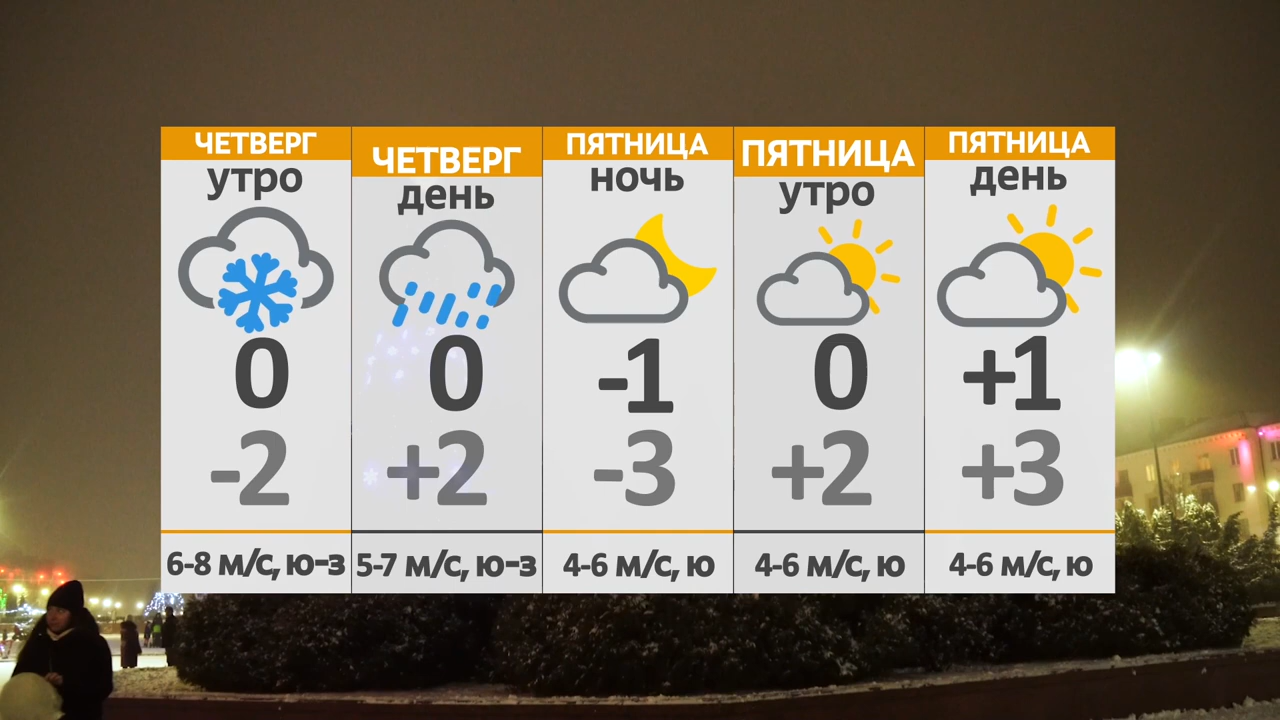 ЧЕТВЕРГ
утро
0
-2
6-8 м/с, ю-з
ЧЕТВЕРГ
день
0
+2
5-7 м/с, ю-з
ПЯТНИЦА
ночь
-1
-3
4-6 м/с, ю
ПЯТНИЦА
утро
0
+2
4-6 м/с, ю
ПЯТНИЦА
день
+1
+3
4-6 м/с, ю